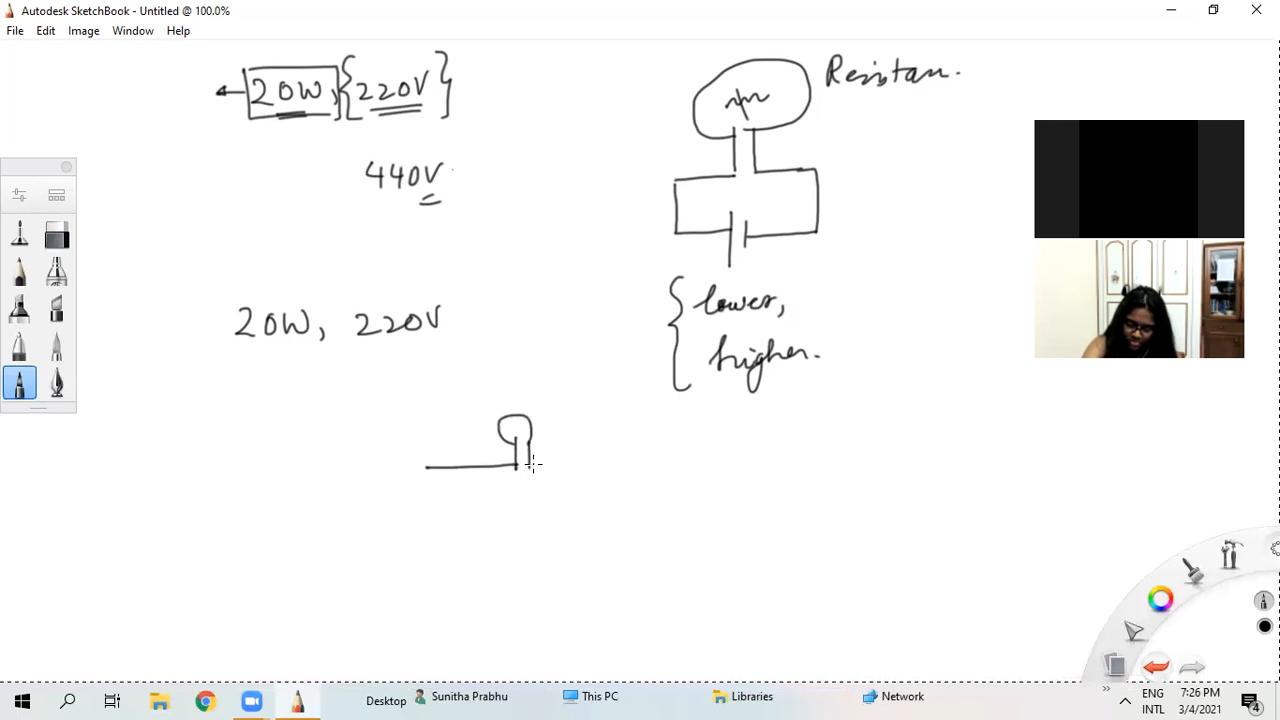 Autodesk SketchBook - Untitled @ 100.0%
File Edit Image Window Help
20W, {220V}
Resistan.
440V
lower,
higher.
20W, 220V
Desktop Sunitha Prabhu This PC Libraries Network
ENG
INTL
7:26 PM
3/4/2021
4